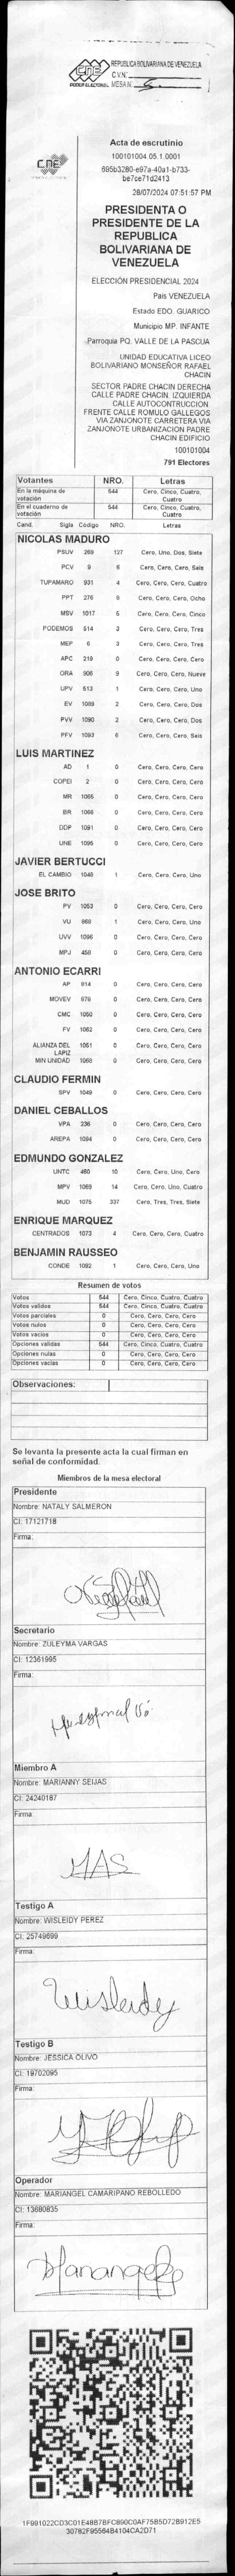 CNE
PODER ELECTORAL
REPUBLICA BOLIVARIANA DE VENEZUELA
C.V.N°.
MESA N°.
CNE
Acta de escrutinio
100101004.05.1.0001
695b3280-e97a-40a1-b733-
be7ce71d2413
28/07/2024 07:51:57 PM
PRESIDENTA O
PRESIDENTE DE LA
REPUBLICA
BOLIVARIANA DE
VENEZUELA
ELECCIÓN PRESIDENCIAL 2024
País VENEZUELA
Estado EDO. GUARICO
Municipio MP. INFANTE
Parroquia PQ. VALLE DE LA PASCUA
UNIDAD EDUCATIVA LICEO
BOLIVARIANO MONSEÑOR RAFAEL
CHACIN
SECTOR PADRE CHACIN DERECHA
CALLE PADRE CHACIN. IZQUIERDA
CALLE AUTOCONTRUCCION.
FRENTE CALLE ROMULO GALLEGOS
VIA ZANJONOTE CARRETERA VIA
ZANJONOTE URBANIZACION PADRE
CHACIN EDIFICIO
100101004
791 Electores
Votantes NRO. Letras
En la máquina de votación 544 Cero, Cinco, Cuatro, Cuatro
En el cuaderno de votación 544 Cero, Cinco, Cuatro, Cuatro
Cand. Sigla Código NRO. Letras
NICOLAS MADURO
PSUV 269 127 Cero, Uno, Dos, Siete
PCV 9 6 Cero, Cero, Cero, Seis
TUPAMARO 931 4 Cero, Cero, Cero, Cuatro
PPT 276 8 Cero, Cero, Cero, Ocho
MSV 1017 5 Cero, Cero, Cero, Cinco
PODEMOS 514 3 Cero, Cero, Cero, Tres
MEP 6 3 Cero, Cero, Cero, Tres
APC 219 0 Cero, Cero, Cero, Cero
ORA 906 9 Cero, Cero, Cero, Nueve
UPV 613 1 Cero, Cero, Cero, Uno
EV 1089 2 Cero, Cero, Cero, Dos
PVV 1090 2 Cero, Cero, Cero, Dos
PFV 1093 6 Cero, Cero, Cero, Seis
LUIS MARTINEZ
AD 1 0 Cero, Cero, Cero, Cero
COPEI 2 0 Cero, Cero, Cero, Cero
MR 1065 0 Cero, Cero, Cero, Cero
BR 1066 0 Cero, Cero, Cero, Cero
DDP 1091 0 Cero, Cero, Cero, Cero
UNE 1095 0 Cero, Cero, Cero, Cero
JAVIER BERTUCCI
EL CAMBIO 1048 1 Cero, Cero, Cero, Uno
JOSE BRITO
PV 1053 0 Cero, Cero, Cero, Cero
VU 868 1 Cero, Cero, Cero, Uno
UVV 1096 0 Cero, Cero, Cero, Cero
MPJ 458 0 Cero, Cero, Cero, Cero
ANTONIO ECARRI
AP 914 0 Cero, Cero, Cero, Cero
MOVEV 978 0 Cero, Cero, Cero, Cero
CMC 1050 0 Cero, Cero, Cero, Cero
FV 1062 0 Cero, Cero, Cero, Cero
ALIANZA DEL LAPIZ 1051 0 Cero, Cero, Cero, Cero
MIN UNIDAD 1068 0 Cero, Cero, Cero, Cero
CLAUDIO FERMIN
SPV 1049 0 Cero, Cero, Cero, Cero
DANIEL CEBALLOS
VPA 236 0 Cero, Cero, Cero, Cero
AREPA 1094 0 Cero, Cero, Cero, Cero
EDMUNDO GONZALEZ
UNTC 480 10 Cero, Cero, Uno, Cero
MPV 1069 14 Cero, Cero, Uno, Cuatro
MUD 1075 337 Cero, Tres, Tres, Siete
ENRIQUE MARQUEZ
CENTRADOS 1073 4 Cero, Cero, Cero, Cuatro
BENJAMIN RAUSSEO
CONDE 1092 1 Cero, Cero, Cero, Uno
Resumen de votos
Votos 544 Cero, Cinco, Cuatro, Cuatro
Votos validos 544 Cero, Cinco, Cuatro, Cuatro
Votos parciales 0 Cero, Cero, Cero, Cero
Votos nulos 0 Cero, Cero, Cero, Cero
Votos vacios 0 Cero, Cero, Cero, Cero
Opciones validas 544 Cero, Cinco, Cuatro, Cuatro
Opciones nulas 0 Cero, Cero, Cero, Cero
Opciones vacias 0 Cero, Cero, Cero, Cero
Observaciones:
Se levanta la presente acta la cual firman en
señal de conformidad.
Miembros de la mesa electoral
Presidente
Nombre: NATALY SALMERON
CI: 17121718
Firma:
Secretario
Nombre: ZULEYMA VARGAS
CI: 12361995
Firma:
Miembro A
Nombre: MARIANNY SEIJAS
CI: 24240187
Firma:
MAS
Testigo A
Nombre: WISLEIDY PEREZ
CI: 25749699
Firma:
Wisleidy
Testigo B
Nombre: JESSICA OLIVO
CI: 19702095
Firma:
Operador
Nombre: MARIANGEL CAMARIPANO REBOLLEDO
CI: 13680835
Firma:
1F991022CD3C01E48B7BFC890C0AF75B5D72B912E5
30782F95564B4104CA2D71